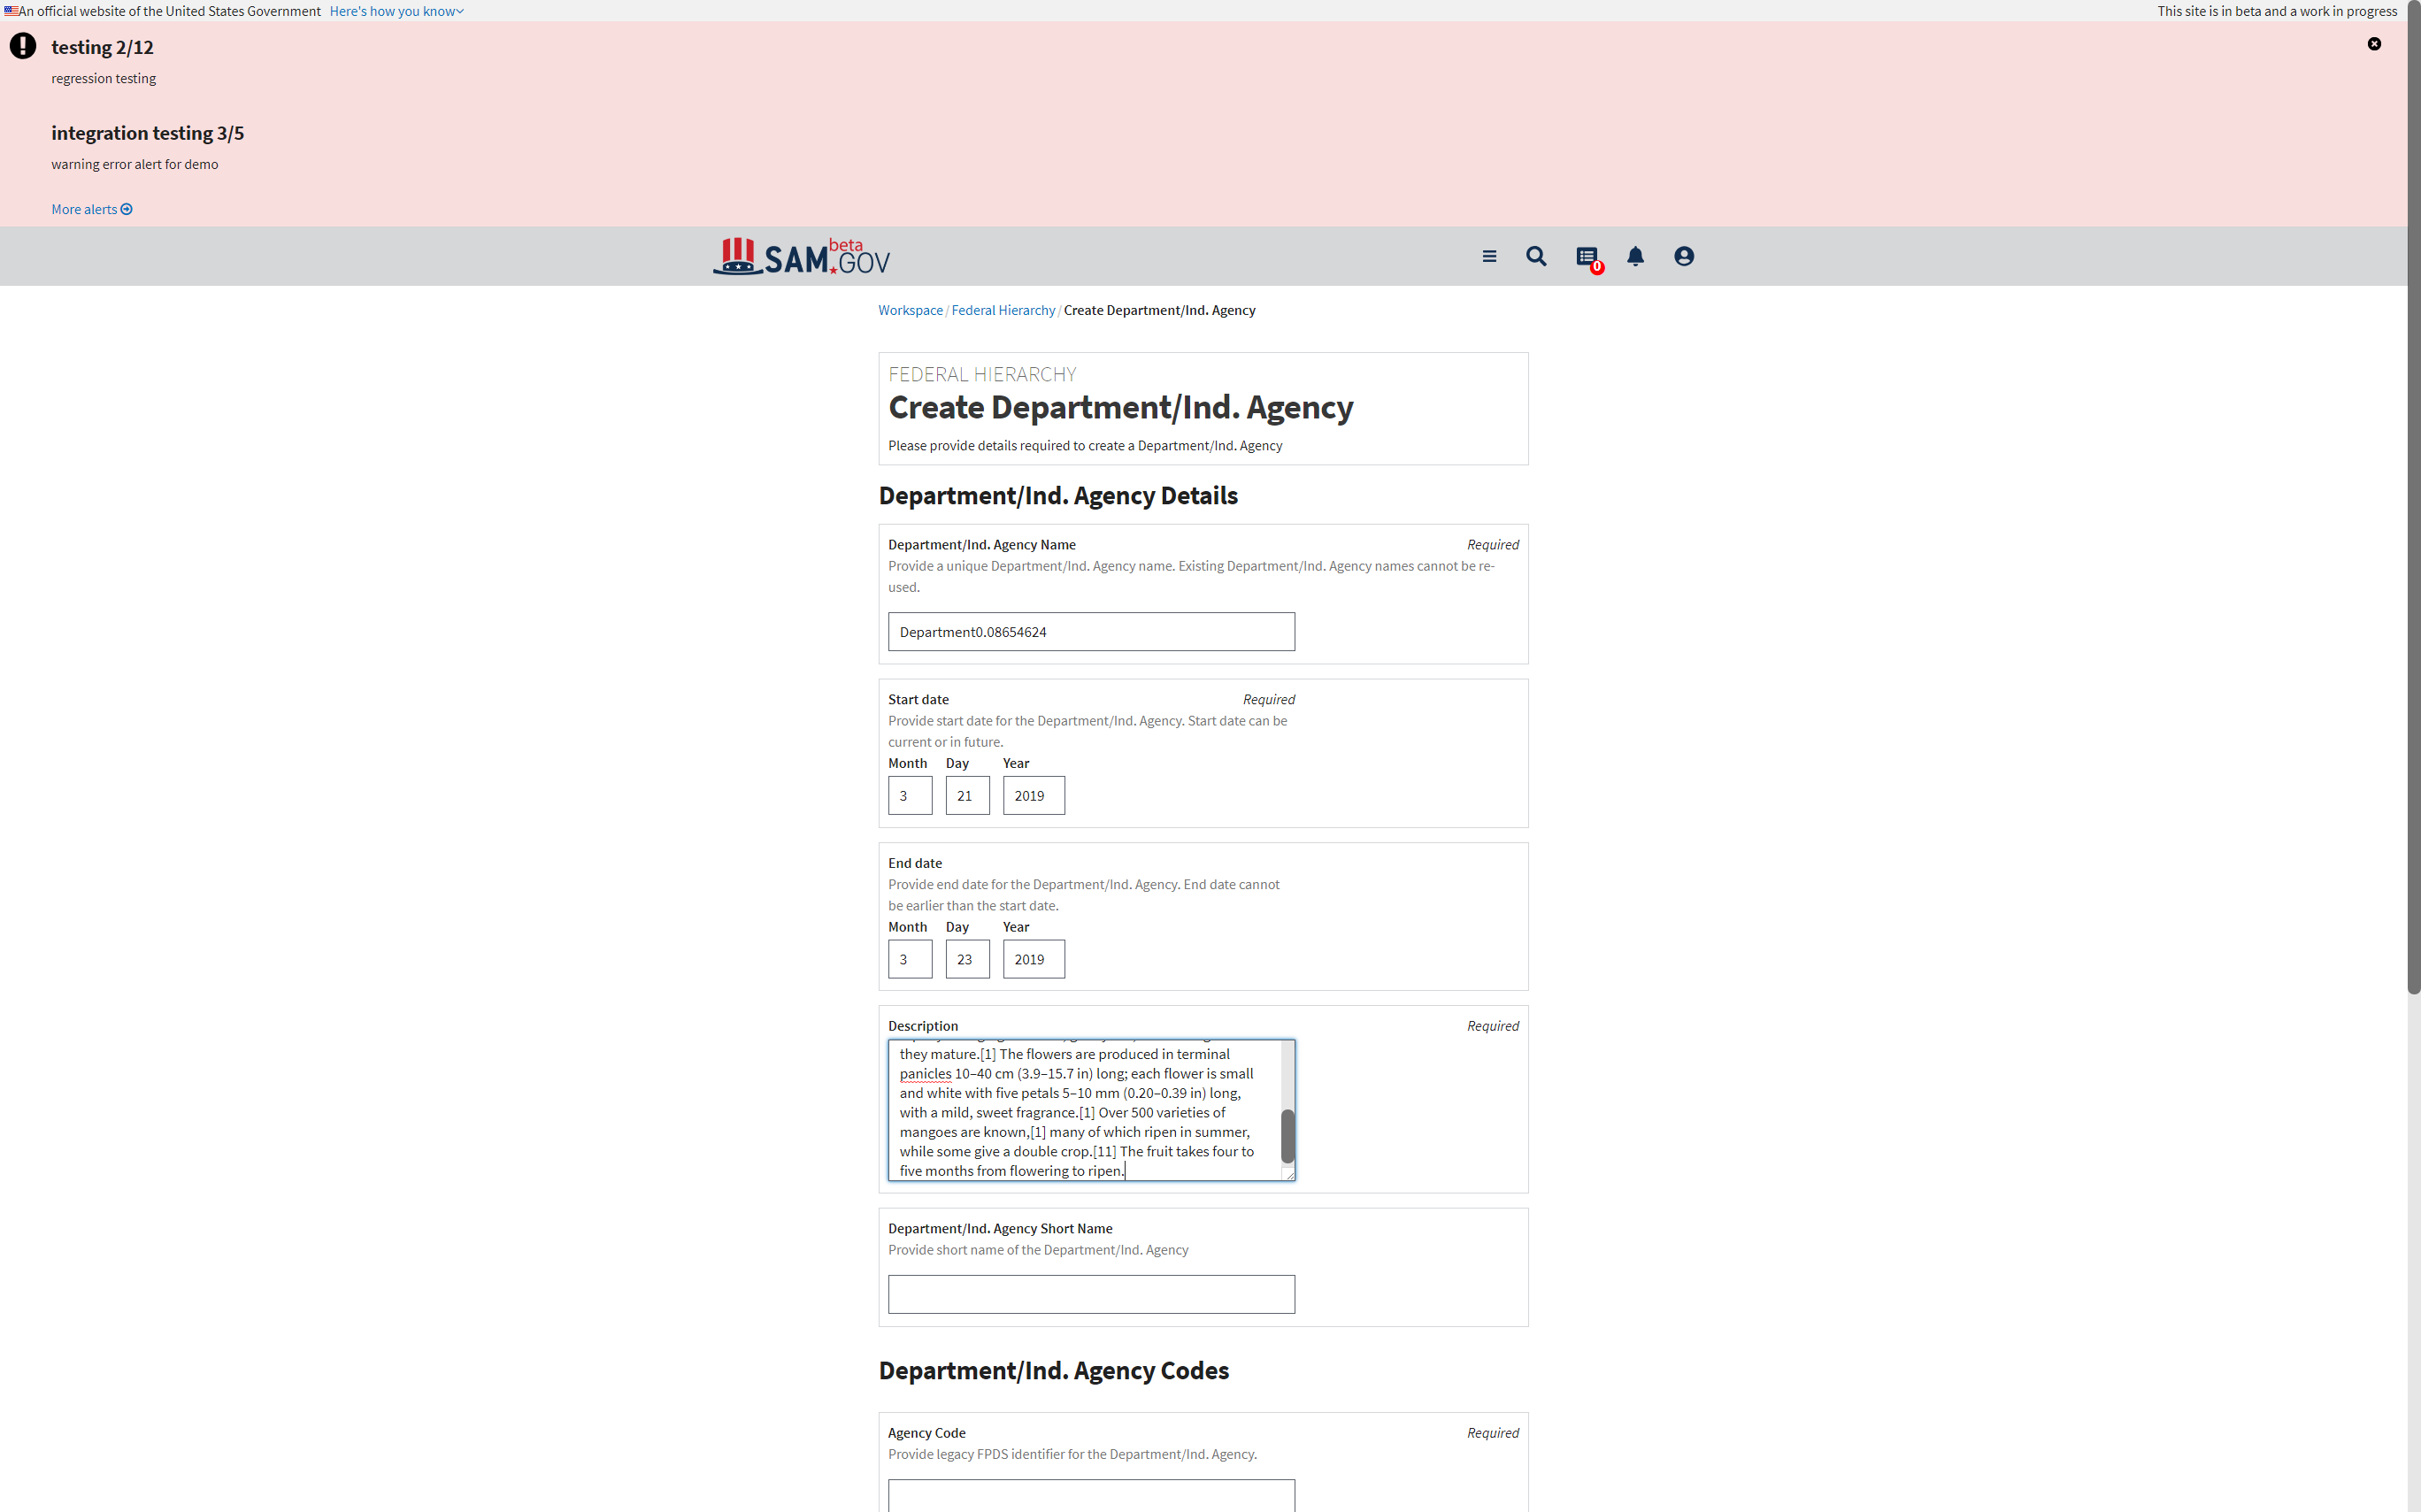 An official website of the United States Government Here's how you know
This site is in beta and a work in progress
testing 2/12
regression testing
integration testing 3/5
warning error alert for demo
More alerts
SAM.GOV beta
0
Workspace / Federal Hierarchy / Create Department/Ind. Agency
FEDERAL HIERARCHY
Create Department/Ind. Agency
Please provide details required to create a Department/Ind. Agency
Department/Ind. Agency Details
Department/Ind. Agency Name Required
Provide a unique Department/Ind. Agency name. Existing Department/Ind. Agency names cannot be re-
used.
Department0.08654624
Start date Required
Provide start date for the Department/Ind. Agency. Start date can be
current or in future.
Month Day Year
3 21 2019
End date
Provide end date for the Department/Ind. Agency. End date cannot
be earlier than the start date.
Month Day Year
3 23 2019
Description Required
they mature.[1] The flowers are produced in terminal
panicles 10–40 cm (3.9–15.7 in) long; each flower is small
and white with five petals 5–10 mm (0.20–0.39 in) long,
with a mild, sweet fragrance.[1] Over 500 varieties of
mangoes are known,[1] many of which ripen in summer,
while some give a double crop.[11] The fruit takes four to
five months from flowering to ripen.
Department/Ind. Agency Short Name
Provide short name of the Department/Ind. Agency
Department/Ind. Agency Codes
Agency Code Required
Provide legacy FPDS identifier for the Department/Ind. Agency.